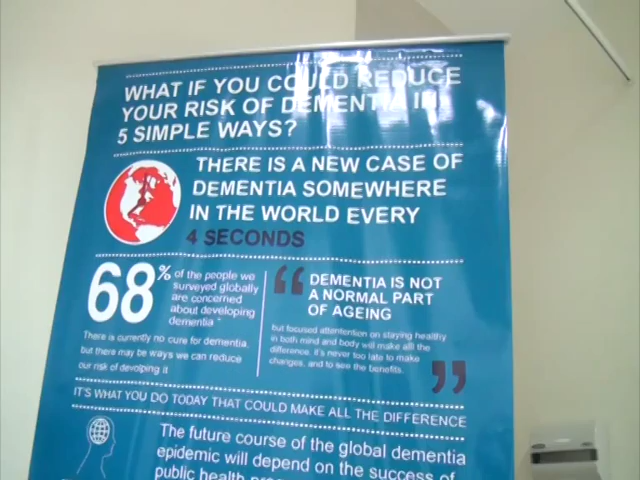 WHAT IF YOU COULD REDUCE
YOUR RISK OF DEMENTIA IN
5 SIMPLE WAYS?
THERE IS A NEW CASE OF
DEMENTIA SOMEWHERE
IN THE WORLD EVERY
4 SECONDS
68% of the people we
surveyed globally
are concerned
about developing
dementia
There is currently no cure for dementia,
but there may be ways we can reduce
our risk of devolping it
“ DEMENTIA IS NOT
A NORMAL PART
OF AGEING
but focused attentention on staying healthy
in both mind and body will make alll the
difference, it's never too late to make
changes, and to see the benefits. ”
IT'S WHAT YOU DO TODAY THAT COULD MAKE ALL THE DIFFERENCE
The future course of the global dementia
epidemic will depend on the success of
public health